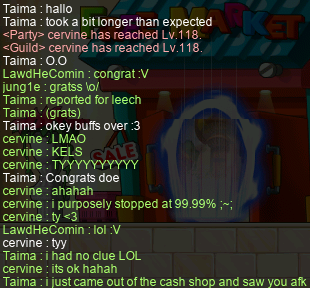 Taima : hallo
Taima : took a bit longer than expected
<Party> cervine has reached Lv.118.
<Guild> cervine has reached Lv.118.
Taima : O.O
LawdHeComin : congrat :V
jung1e : gratss \o/
Taima : reported for leech
Taima : (grats)
Taima : okey buffs over :3
cervine : LMAO
cervine : KELS
cervine : TYYYYYYYYYY
Taima : Congrats doe
cervine : ahahah
cervine : i purposely stopped at 99.99% ;~;
cervine : ty <3
LawdHeComin : lol :V
cervine : tyy
Taima : i had no clue LOL
cervine : its ok hahah
Taima : i just came out of the cash shop and saw you afk
MARKET
SALE